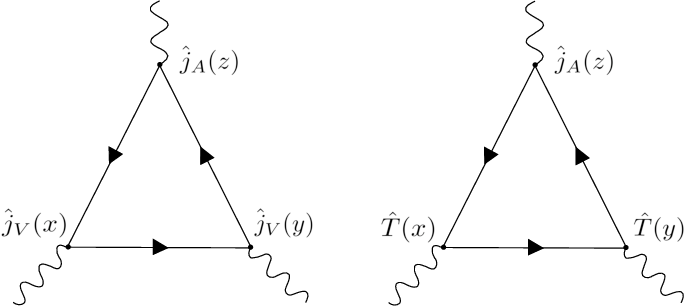 ĵ_A(z) ĵ_A(z)
ĵ_V(x) ĵ_V(y) T̂(x) T̂(y)